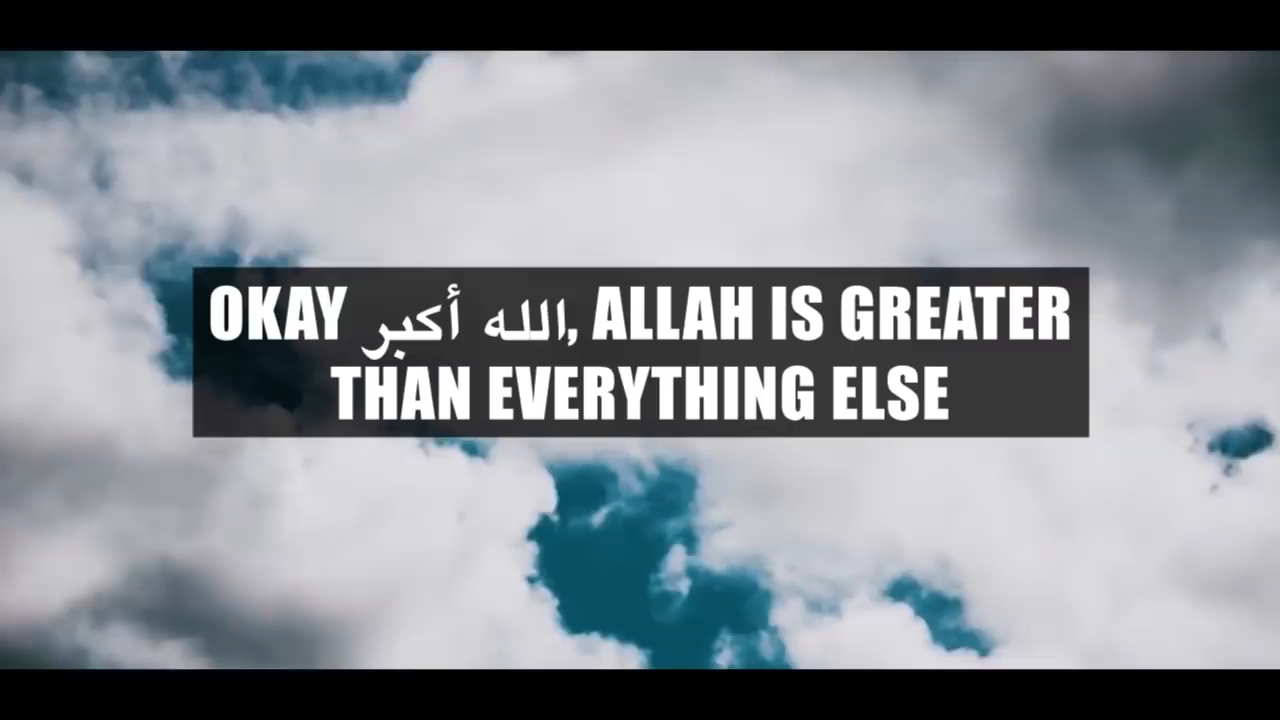 OKAY الله أكبر, ALLAH IS GREATER
THAN EVERYTHING ELSE